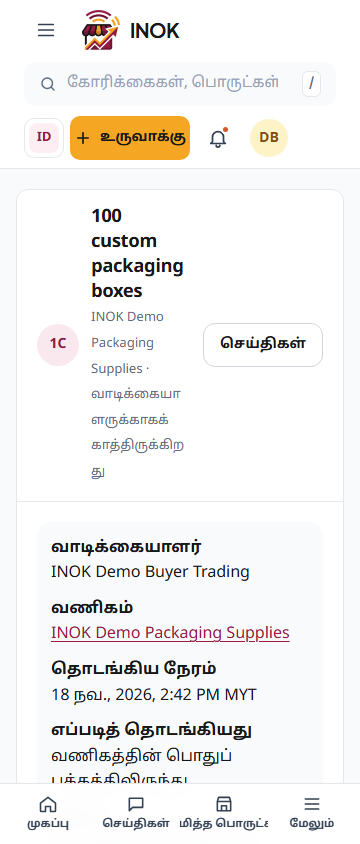 INOK
கோரிக்கைகள், பொருட்கள்
/
ID
+ உருவாக்கு
DB
100
custom
packaging
boxes
INOK Demo
Packaging
Supplies ·
வாடிக்கையா
ளருக்காகக்
காத்திருக்கிற
து
1C
செய்திகள்
வாடிக்கையாளர்
INOK Demo Buyer Trading
வணிகம்
INOK Demo Packaging Supplies
தொடங்கிய நேரம்
18 நவ., 2026, 2:42 PM MYT
எப்படித் தொடங்கியது
வணிகத்தின் பொதுப்
பக்கத்திலிருந்து
முகப்பு
செய்திகள்
மித்த பொருட்க
மேலும்